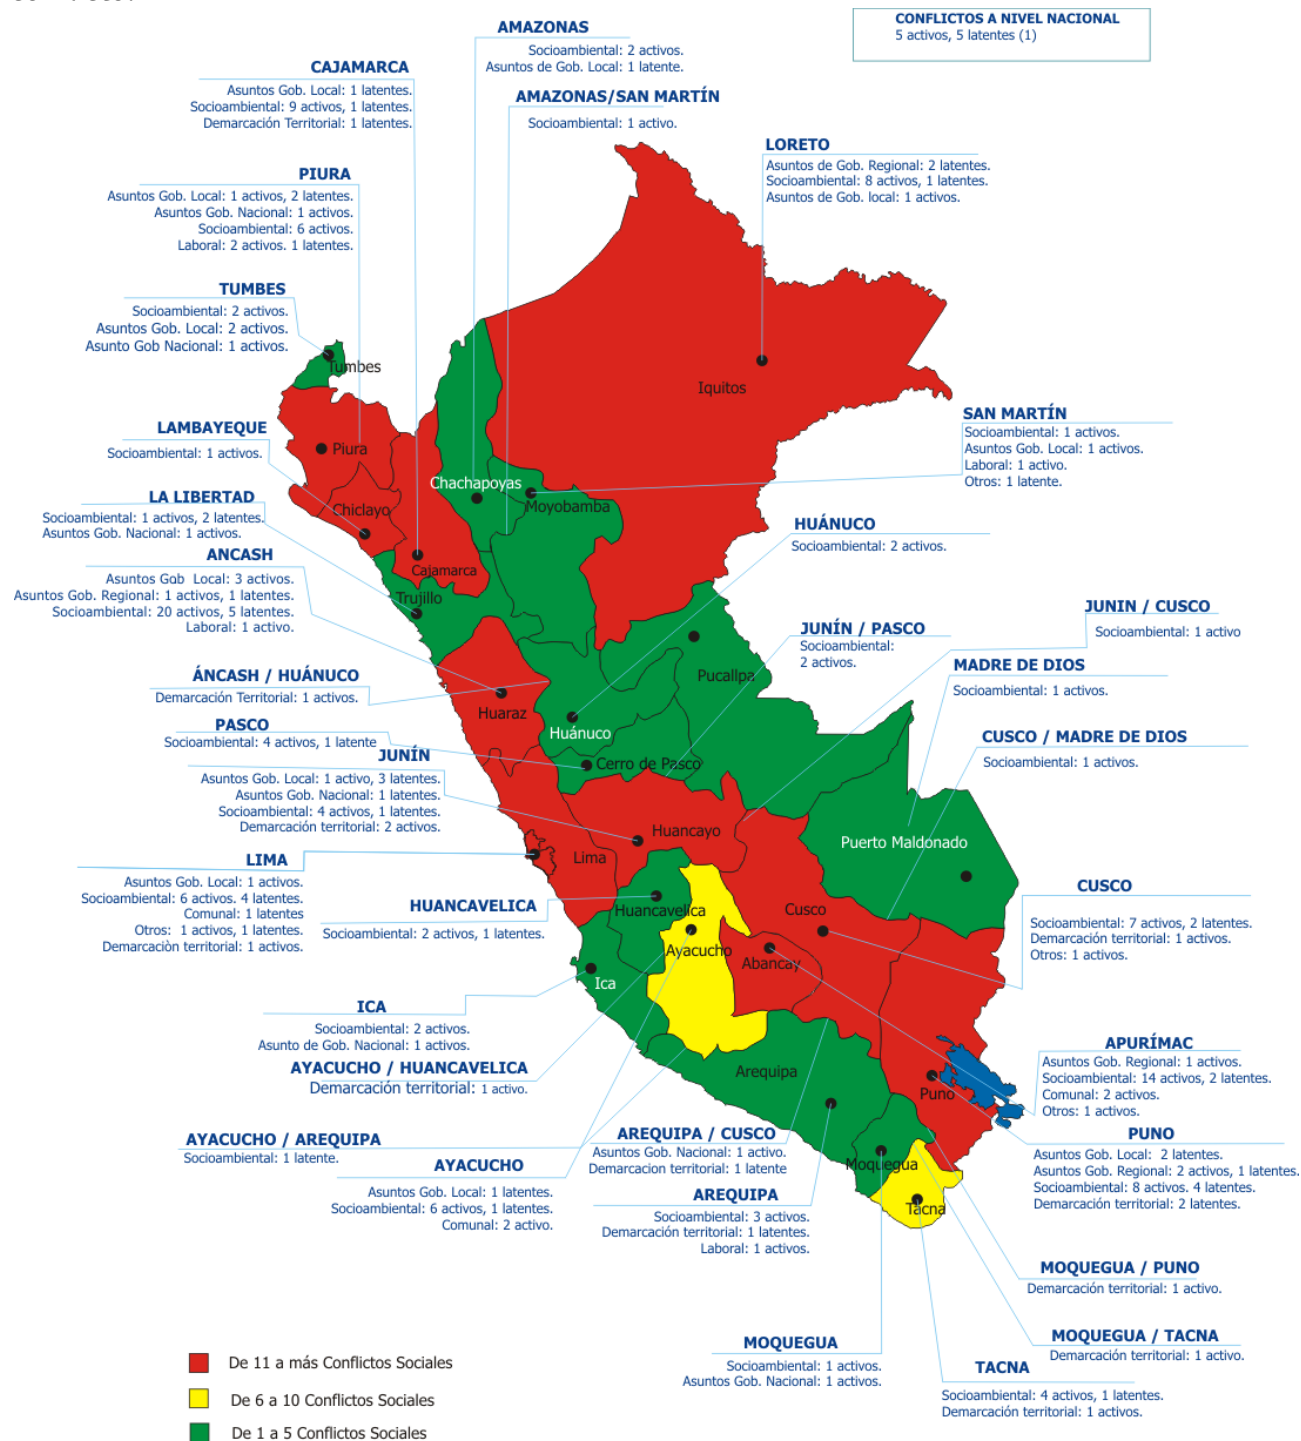 CONFLICTOS A NIVEL NACIONAL
5 activos, 5 latentes (1)
AMAZONAS
Socioambiental: 2 activos.
Asuntos de Gob. Local: 1 latente.
CAJAMARCA
Asuntos Gob. Local: 1 latentes.
Socioambiental: 9 activos, 1 latentes.
Demarcación Territorial: 1 latentes.
AMAZONAS/SAN MARTÍN
Socioambiental: 1 activo.
LORETO
Asuntos de Gob. Regional: 2 latentes.
Socioambiental: 8 activos, 1 latentes.
Asuntos de Gob. local: 1 activos.
PIURA
Asuntos Gob. Local: 1 activos, 2 latentes.
Asuntos Gob. Nacional: 1 activos.
Socioambiental: 6 activos.
Laboral: 2 activos. 1 latentes.
TUMBES
Socioambiental: 2 activos.
Asuntos Gob. Local: 2 activos.
Asunto Gob Nacional: 1 activos.
Tumbes
Iquitos
LAMBAYEQUE
Socioambiental: 1 activos.
Piura
SAN MARTÍN
Socioambiental: 1 activos.
Asuntos Gob. Local: 1 activos.
Laboral: 1 activo.
Otros: 1 latente.
Chachapoyas
Moyobamba
LA LIBERTAD
Socioambiental: 1 activos, 2 latentes.
Asuntos Gob. Nacional: 1 activos.
Chiclayo
HUÁNUCO
Socioambiental: 2 activos.
ANCASH
Asuntos Gob Local: 3 activos.
Asuntos Gob. Regional: 1 activos, 1 latentes.
Socioambiental: 20 activos, 5 latentes.
Laboral: 1 activo.
Cajamarca
Trujillo
JUNIN / CUSCO
Socioambiental: 1 activo
JUNÍN / PASCO
Socioambiental:
2 activos.
MADRE DE DIOS
Socioambiental: 1 activos.
ÁNCASH / HUÁNUCO
Demarcación Territorial: 1 activos.
Pucallpa
Huaraz
PASCO
Socioambiental: 4 activos, 1 latente
Huánuco
CUSCO / MADRE DE DIOS
Socioambiental: 1 activos.
JUNÍN
Asuntos Gob. Local: 1 activo, 3 latentes.
Asuntos Gob. Nacional: 1 latentes.
Socioambiental: 4 activos, 1 latentes.
Demarcación territorial: 2 activos.
Cerro de Pasco
Huancayo
Puerto Maldonado
LIMA
Asuntos Gob. Local: 1 activos.
Socioambiental: 6 activos. 4 latentes.
Comunal: 1 latentes
Otros: 1 activos, 1 latentes.
Demarcaciòn territorial: 1 activos.
Lima
CUSCO
Socioambiental: 7 activos, 2 latentes.
Demarcación territorial: 1 activos.
Otros: 1 activos.
HUANCAVELICA
Socioambiental: 2 activos, 1 latentes.
Huancavelica
Cusco
Ayacucho
Abancay
Ica
ICA
Socioambiental: 2 activos.
Asunto de Gob. Nacional: 1 activos.
APURÍMAC
Asuntos Gob. Regional: 1 activos.
Socioambiental: 14 activos, 2 latentes.
Comunal: 2 activos.
Otros: 1 activos.
AYACUCHO / HUANCAVELICA
Demarcación territorial: 1 activo.
Arequipa
Puno
AYACUCHO / AREQUIPA
Socioambiental: 1 latente.
AREQUIPA / CUSCO
Asuntos Gob. Nacional: 1 activo.
Demarcacion territorial: 1 latente
PUNO
Asuntos Gob. Local: 2 latentes.
Asuntos Gob. Regional: 2 activos, 1 latentes.
Socioambiental: 8 activos. 4 latentes.
Demarcación territorial: 2 latentes.
AYACUCHO
Asuntos Gob. Local: 1 latentes.
Socioambiental: 6 activos, 1 latentes.
Comunal: 2 activo.
Moquegua
AREQUIPA
Socioambiental: 3 activos.
Demarcación territorial: 1 latentes.
Laboral: 1 activos.
Tacna
MOQUEGUA / PUNO
Demarcación territorial: 1 activo.
MOQUEGUA / TACNA
Demarcación territorial: 1 activo.
MOQUEGUA
Socioambiental: 1 activos.
Asuntos Gob. Nacional: 1 activos.
TACNA
Socioambiental: 4 activos, 1 latentes.
Demarcación territorial: 1 activos.
De 11 a más Conflictos Sociales
De 6 a 10 Conflictos Sociales
De 1 a 5 Conflictos Sociales